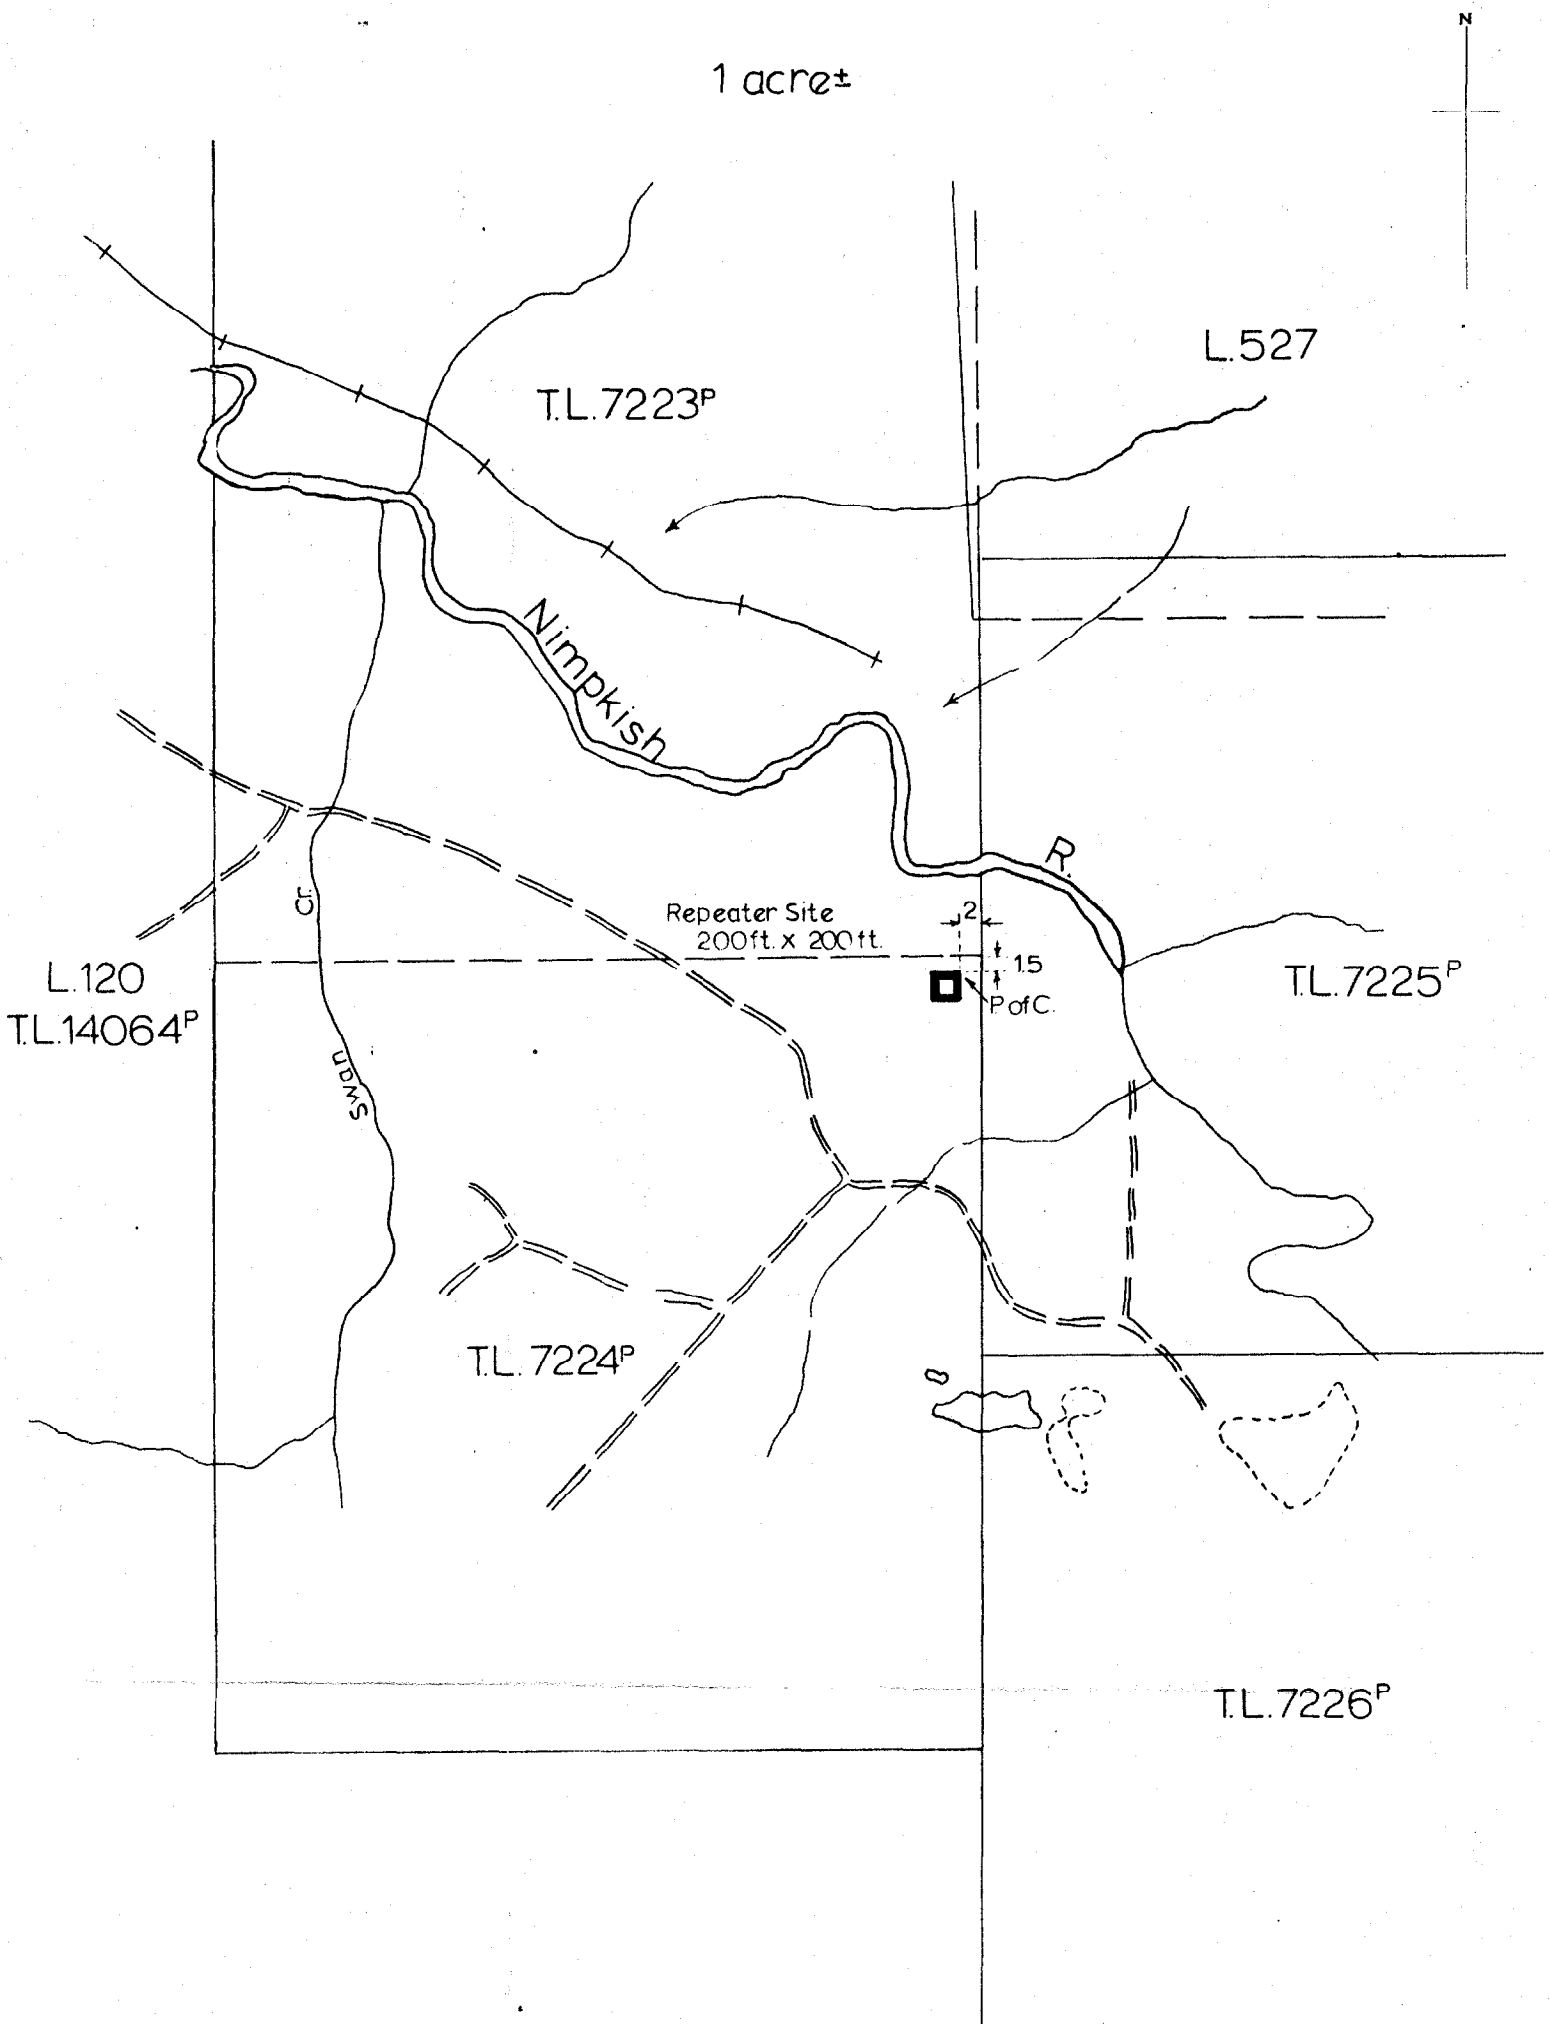 N
1 acre±
L.527
T.L.7223P
Nimpkish
R.
Cr.
Repeater Site
200ft. x 200ft.
2
1.5
P. of C.
L.120
T.L.14064P
T.L.7225P
Swan
T.L.7224P
T.L.7226P